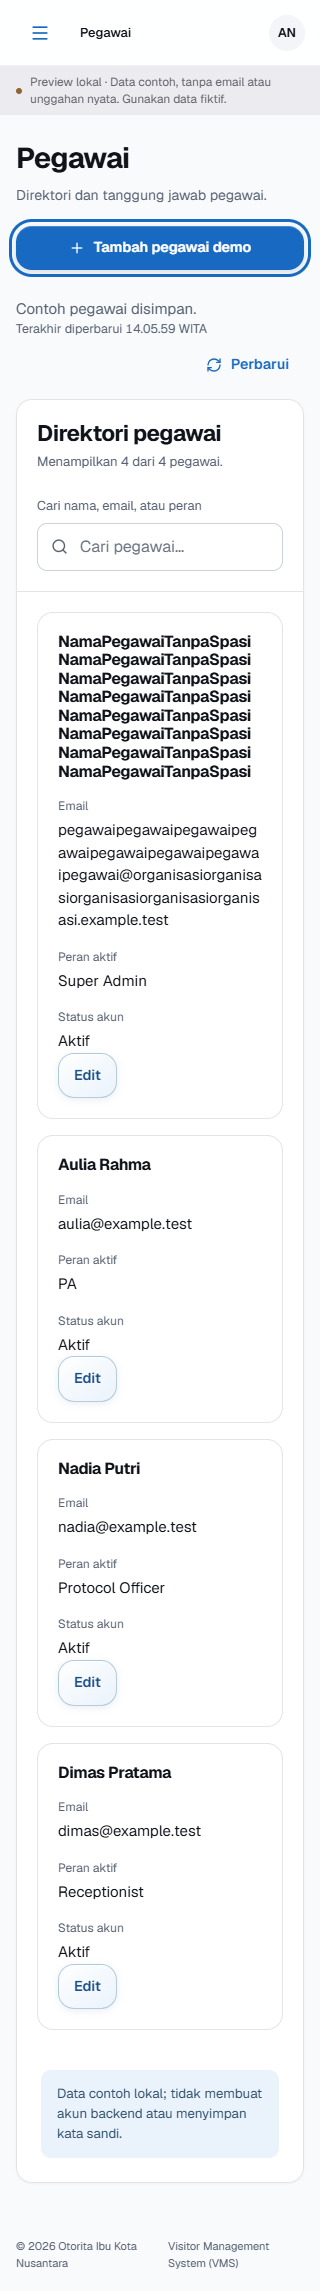 Pegawai
AN
Preview lokal · Data contoh, tanpa email atau
unggahan nyata. Gunakan data fiktif.
Pegawai
Direktori dan tanggung jawab pegawai.
Tambah pegawai demo
Contoh pegawai disimpan.
Terakhir diperbarui 14.05.59 WITA
Perbarui
Direktori pegawai
Menampilkan 4 dari 4 pegawai.
Cari nama, email, atau peran
Cari pegawai...
NamaPegawaiTanpaSpasi
NamaPegawaiTanpaSpasi
NamaPegawaiTanpaSpasi
NamaPegawaiTanpaSpasi
NamaPegawaiTanpaSpasi
NamaPegawaiTanpaSpasi
NamaPegawaiTanpaSpasi
NamaPegawaiTanpaSpasi
Email
pegawaipegawaipegawaipeg
awaipegawaipegawaipegawa
ipegawai@organisasiorganisa
siorganisasiorganisasiorganis
asi.example.test
Peran aktif
Super Admin
Status akun
Aktif
Edit
Aulia Rahma
Email
aulia@example.test
Peran aktif
PA
Status akun
Aktif
Edit
Nadia Putri
Email
nadia@example.test
Peran aktif
Protocol Officer
Status akun
Aktif
Edit
Dimas Pratama
Email
dimas@example.test
Peran aktif
Receptionist
Status akun
Aktif
Edit
Data contoh lokal; tidak membuat
akun backend atau menyimpan
kata sandi.
© 2026 Otorita Ibu Kota
Nusantara
Visitor Management
System (VMS)